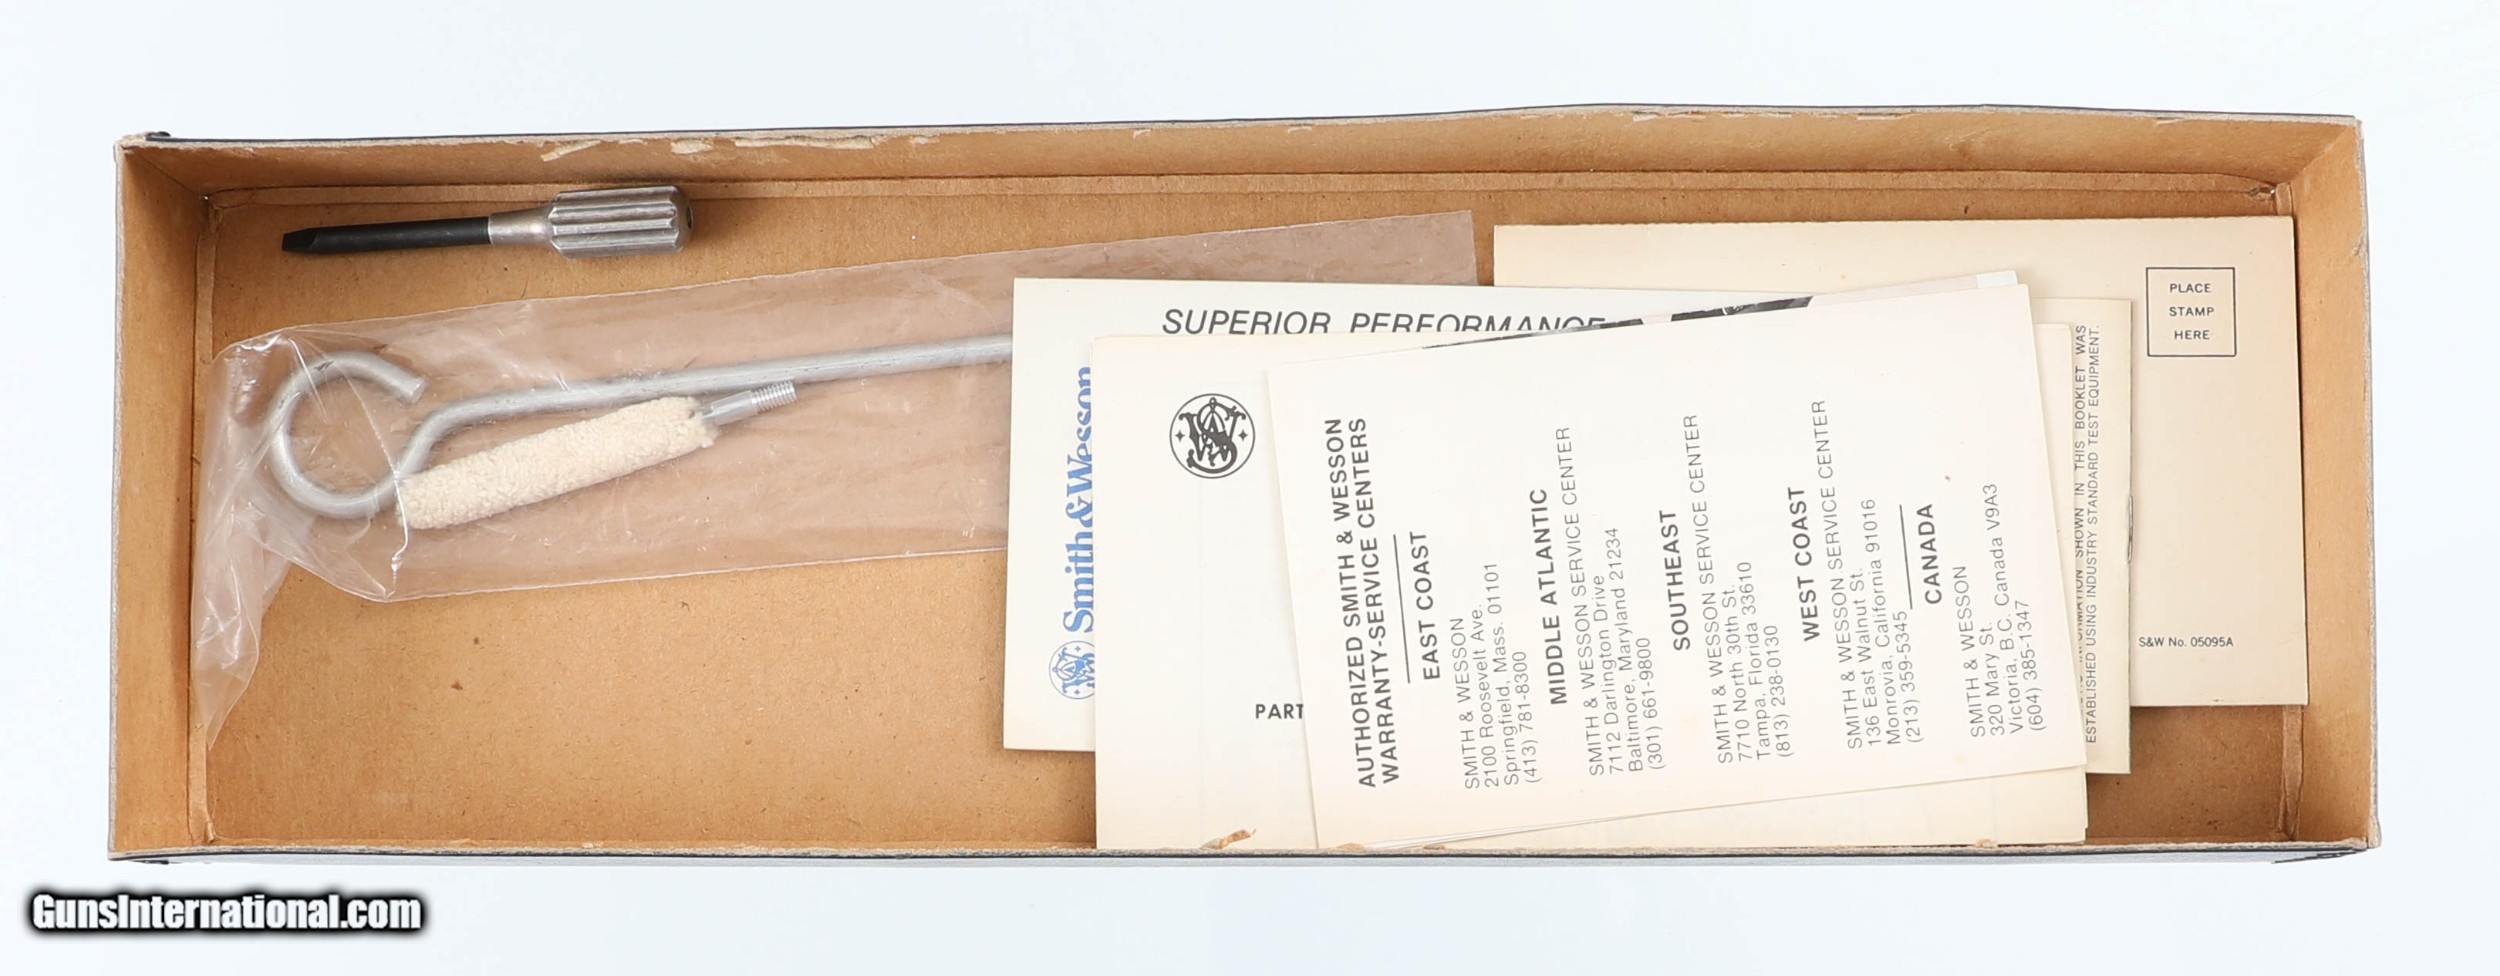 SUPERIOR PERFORMANCE
Smith & Wesson
PART
AUTHORIZED SMITH & WESSON
WARRANTY-SERVICE CENTERS
EAST COAST
SMITH & WESSON
2100 Roosevelt Ave.
Springfield, Mass. 01101
(413) 781-8300
MIDDLE ATLANTIC
SMITH & WESSON SERVICE CENTER
7112 Darlington Drive
Baltimore, Maryland 21234
(301) 661-9800
SOUTHEAST
SMITH & WESSON SERVICE CENTER
7710 North 30th St.
Tampa, Florida 33610
(813) 238-0130
WEST COAST
SMITH & WESSON SERVICE CENTER
136 East Walnut St.
Monrovia, California 91016
(213) 359-5345
CANADA
SMITH & WESSON
320 Mary St.
Victoria, B.C. Canada V9A3
(604) 385-1347
INFORMATION SHOWN IN THIS BOOKLET WAS
ESTABLISHED USING INDUSTRY STANDARD TEST EQUIPMENT.
PLACE
STAMP
HERE
S&W No. 05095A
GunsInternational.com